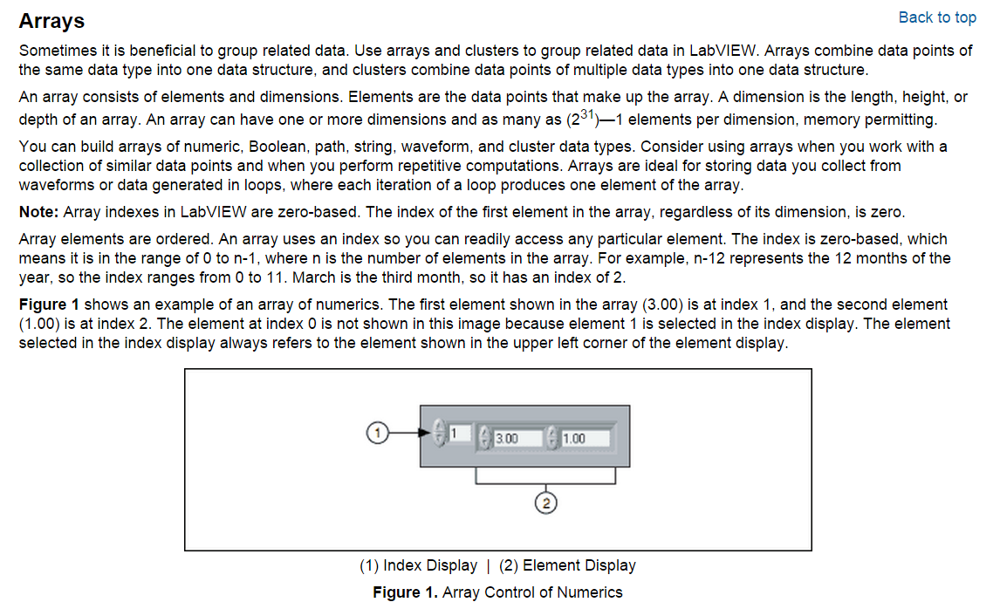 Arrays
Back to top
Sometimes it is beneficial to group related data. Use arrays and clusters to group related data in LabVIEW. Arrays combine data points of
the same data type into one data structure, and clusters combine data points of multiple data types into one data structure.
An array consists of elements and dimensions. Elements are the data points that make up the array. A dimension is the length, height, or
depth of an array. An array can have one or more dimensions and as many as (2³¹)—1 elements per dimension, memory permitting.
You can build arrays of numeric, Boolean, path, string, waveform, and cluster data types. Consider using arrays when you work with a
collection of similar data points and when you perform repetitive computations. Arrays are ideal for storing data you collect from
waveforms or data generated in loops, where each iteration of a loop produces one element of the array.
Note: Array indexes in LabVIEW are zero-based. The index of the first element in the array, regardless of its dimension, is zero.
Array elements are ordered. An array uses an index so you can readily access any particular element. The index is zero-based, which
means it is in the range of 0 to n-1, where n is the number of elements in the array. For example, n-12 represents the 12 months of the
year, so the index ranges from 0 to 11. March is the third month, so it has an index of 2.
Figure 1 shows an example of an array of numerics. The first element shown in the array (3.00) is at index 1, and the second element
(1.00) is at index 2. The element at index 0 is not shown in this image because element 1 is selected in the index display. The element
selected in the index display always refers to the element shown in the upper left corner of the element display.
1 1 3.00 1.00
2
(1) Index Display | (2) Element Display
Figure 1. Array Control of Numerics